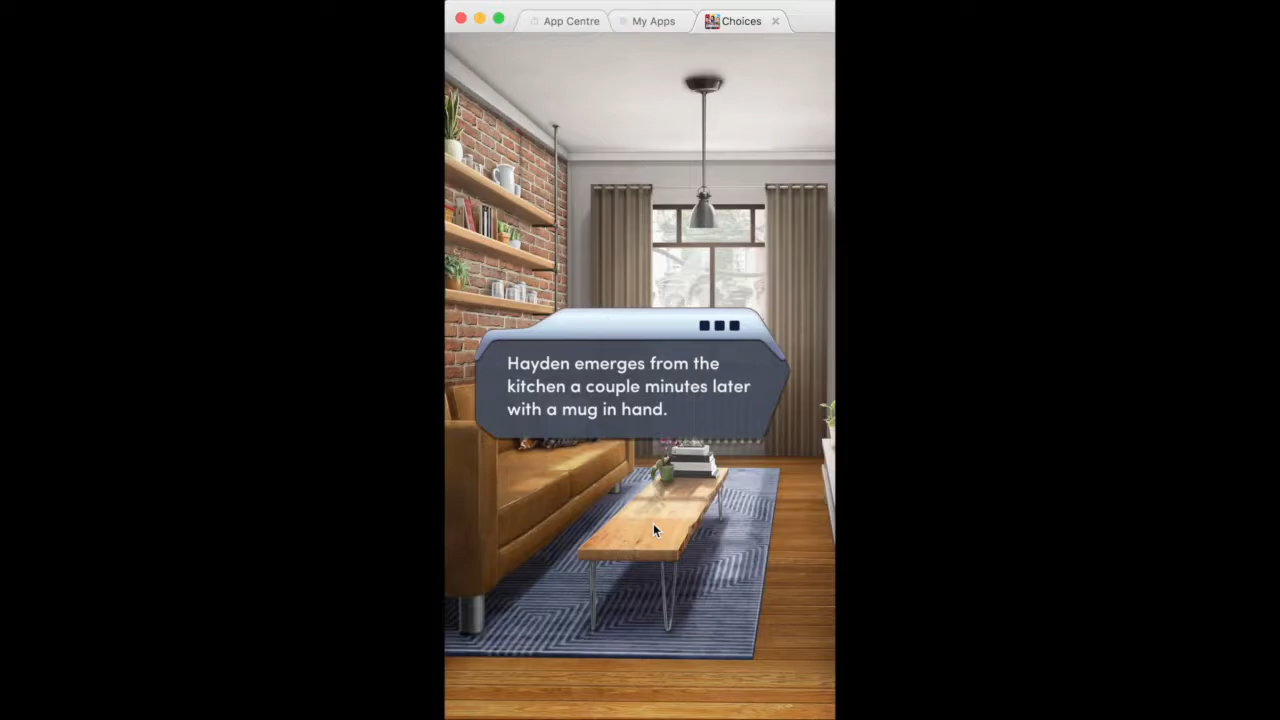 App Centre
My Apps
Choices
Hayden emerges from the
kitchen a couple minutes later
with a mug in hand.